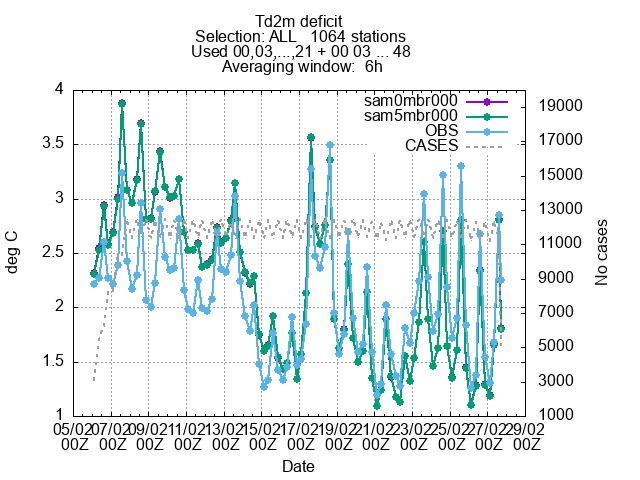 Td2m deficit
Selection: ALL   1064 stations
Used 00,03,...,21 + 00 03 ... 48
Averaging window:  6h
sam0mbr000
sam5mbr000
OBS
CASES
deg C
4
3.5
3
2.5
2
1.5
1
No cases
19000
17000
15000
13000
11000
9000
7000
5000
3000
1000
05/02 07/02 09/02 11/02 13/02 15/02 17/02 19/02 21/02 23/02 25/02 27/02 29/02
00Z 00Z 00Z 00Z 00Z 00Z 00Z 00Z 00Z 00Z 00Z 00Z 00Z
Date